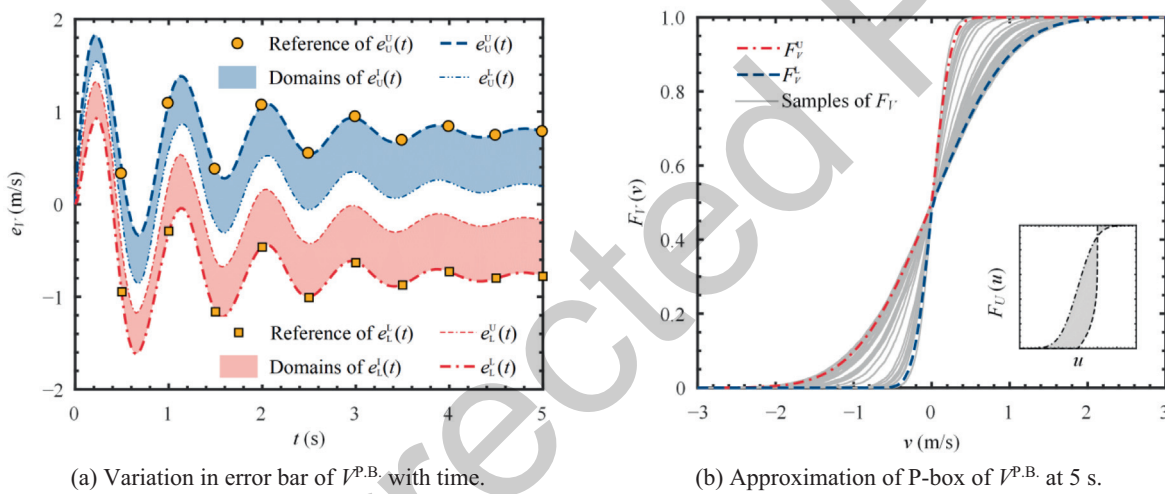 2
1
0
−1
−2
0
1
2
3
4
5
e_V (m/s)
t (s)
Reference of e_U^U(t)
e_U^U(t)
Domains of e_U^I(t)
e_U^L(t)
Reference of e_L^L(t)
e_L^U(t)
Domains of e_L^I(t)
e_L^L(t)
(a) Variation in error bar of V^P.B. with time.
1.0
0.8
0.6
0.4
0.2
0
−3
−2
−1
0
1
2
3
F_V (v)
v (m/s)
F_V^U
F_V^L
Samples of F_V
F_U (u)
u
(b) Approximation of P-box of V^P.B. at 5 s.